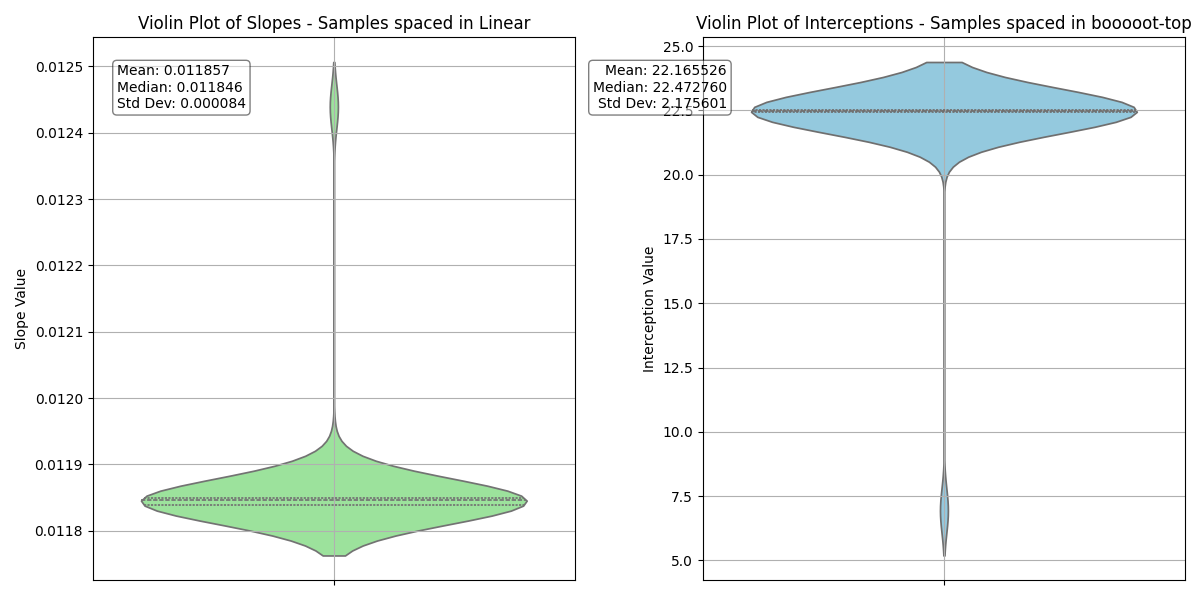 Violin Plot of Slopes - Samples spaced in Linear
Slope Value
0.0125
0.0124
0.0123
0.0122
0.0121
0.0120
0.0119
0.0118
Mean: 0.011857
Median: 0.011846
Std Dev: 0.000084
Violin Plot of Interceptions - Samples spaced in booooot-top
Interception Value
25.0
22.5
20.0
17.5
15.0
12.5
10.0
7.5
5.0
Mean: 22.165526
Median: 22.472760
Std Dev: 2.175601